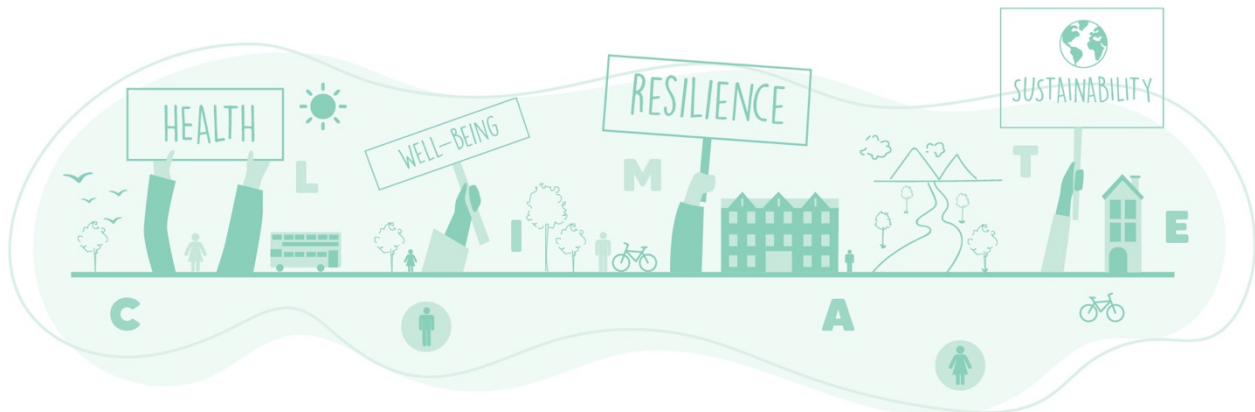 HEALTH
WELL-BEING
RESILIENCE
SUSTAINABILITY
C
L
I
M
A
T
E